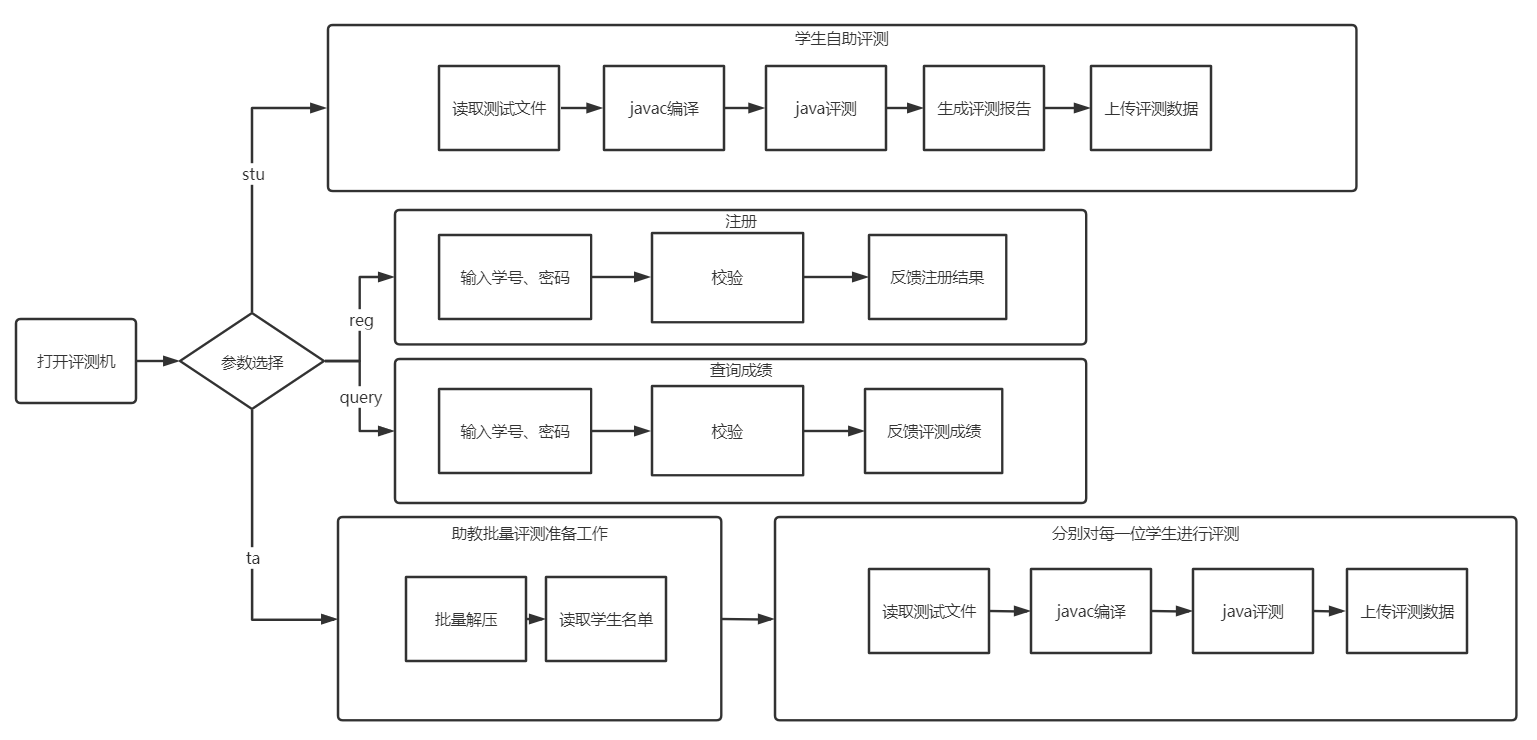 学生自助评测
读取测试文件
javac编译
java评测
生成评测报告
上传评测数据
stu
注册
输入学号、密码
校验
反馈注册结果
reg
打开评测机
参数选择
查询成绩
query
输入学号、密码
校验
反馈评测成绩
助教批量评测准备工作
ta
批量解压
读取学生名单
分别对每一位学生进行评测
读取测试文件
javac编译
java评测
上传评测数据